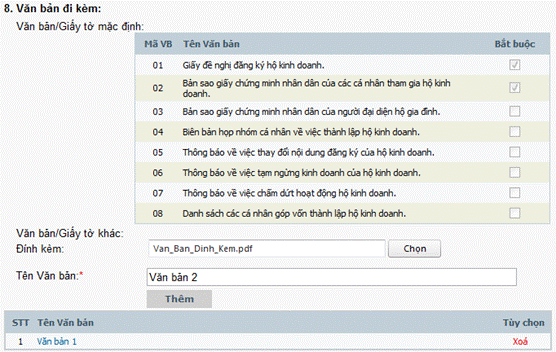 8. Văn bản đi kèm:
Văn bản/Giấy tờ mặc định:
Mã VB Tên Văn bản Bắt buộc
01 Giấy đề nghị đăng ký hộ kinh doanh.
02 Bản sao giấy chứng minh nhân dân của các cá nhân tham gia hộ kinh
doanh.
03 Bản sao giấy chứng minh nhân dân của người đại diện hộ gia đình.
04 Biên bản họp nhóm cá nhân về việc thành lập hộ kinh doanh.
05 Thông báo về việc thay đổi nội dung đăng ký của hộ kinh doanh.
06 Thông báo về việc tạm ngừng kinh doanh của hộ kinh doanh.
07 Thông báo về việc chấm dứt hoạt động hộ kinh doanh.
08 Danh sách các cá nhân góp vốn thành lập hộ kinh doanh.
Văn bản/Giấy tờ khác:
Đính kèm: Van_Ban_Dinh_Kem.pdf Chọn
Tên Văn bản:* Văn bản 2
Thêm
STT Tên Văn bản Tùy chọn
1 Văn bản 1 Xoá